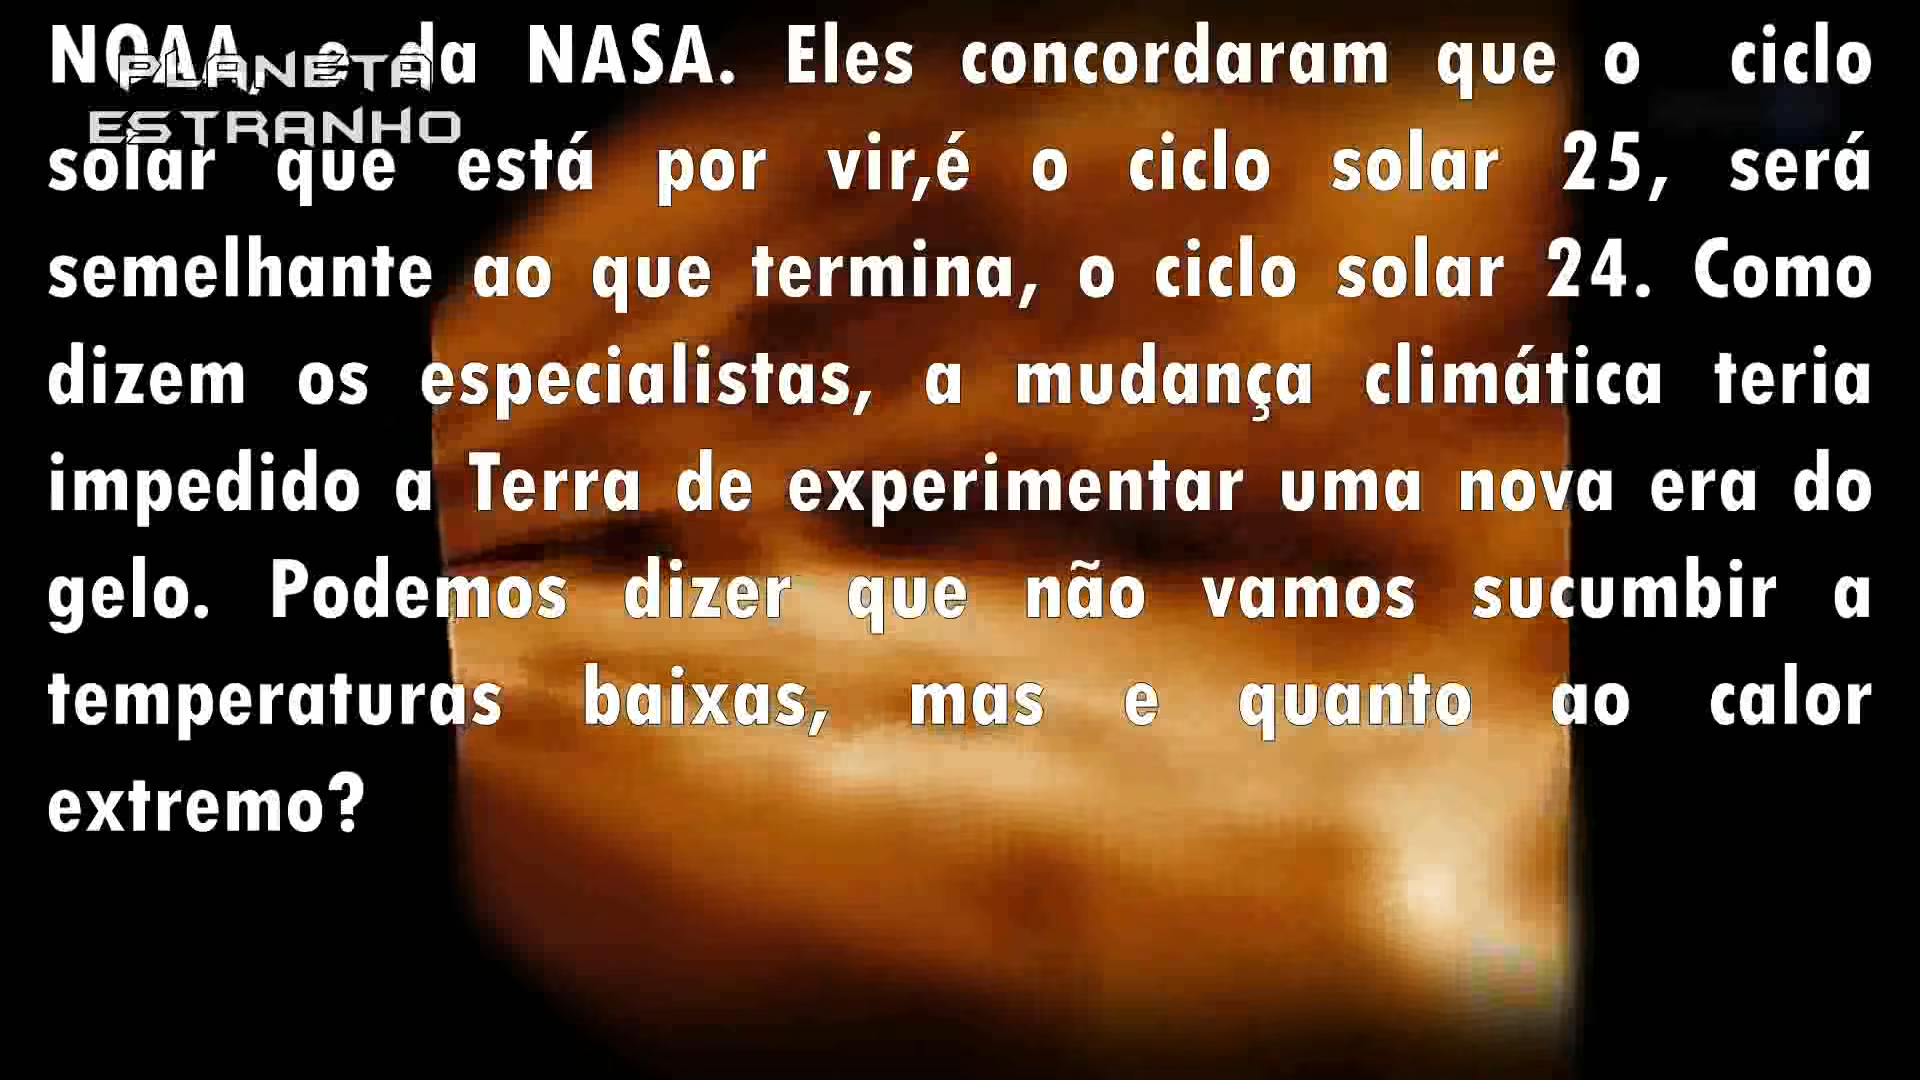 NOAA, e da NASA. Eles concordaram que o ciclo
PLANETA
ESTRANHO
solar que está por vir,é o ciclo solar 25, será
semelhante ao que termina, o ciclo solar 24. Como
dizem os especialistas, a mudança climática teria
impedido a Terra de experimentar uma nova era do
gelo. Podemos dizer que não vamos sucumbir a
temperaturas baixas, mas e quanto ao calor
extremo?